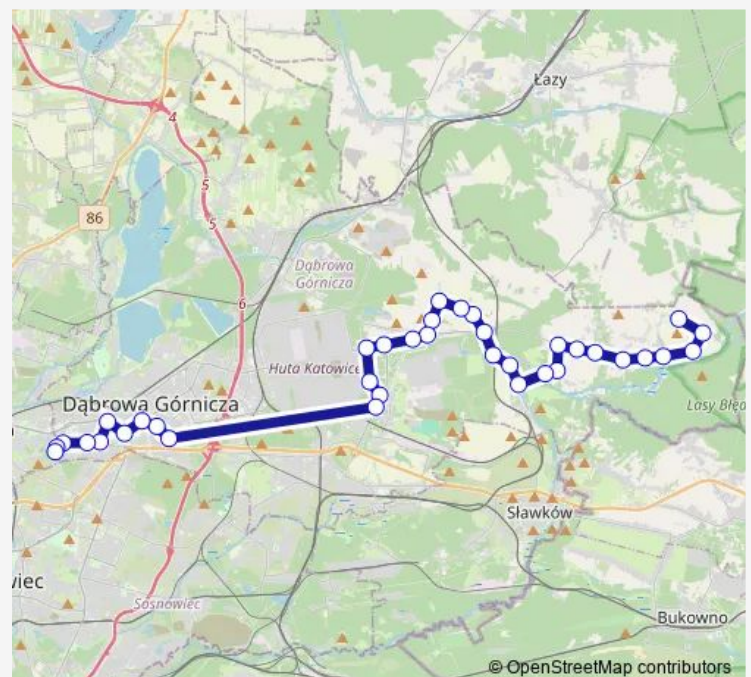 Łazy
4
5
86
5
Dąbrowa
Górnicza
6
Huta Katowice
Dąbrowa Górnicza
Lasy Błęd
Sławków
wiec
Sosnowiec
Bukowno
© OpenStreetMap contributors